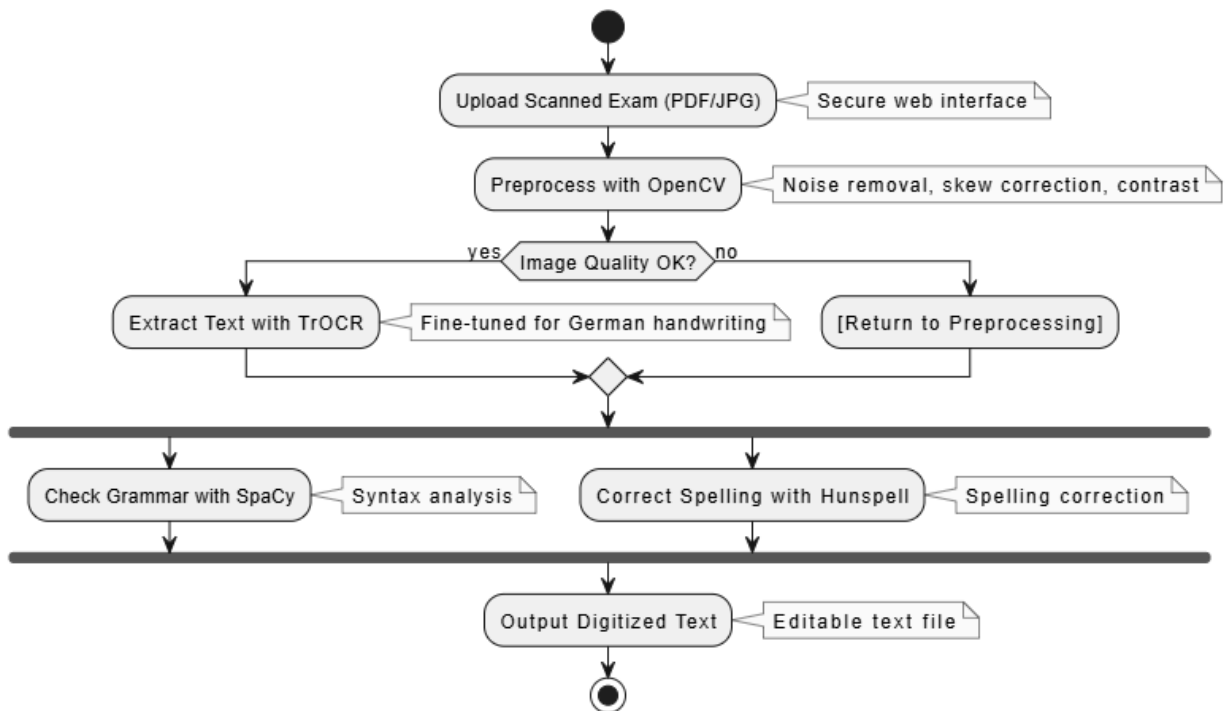 Upload Scanned Exam (PDF/JPG)
Secure web interface
Preprocess with OpenCV
Noise removal, skew correction, contrast
yes
Image Quality OK?
no
Extract Text with TrOCR
Fine-tuned for German handwriting
[Return to Preprocessing]
Check Grammar with SpaCy
Syntax analysis
Correct Spelling with Hunspell
Spelling correction
Output Digitized Text
Editable text file